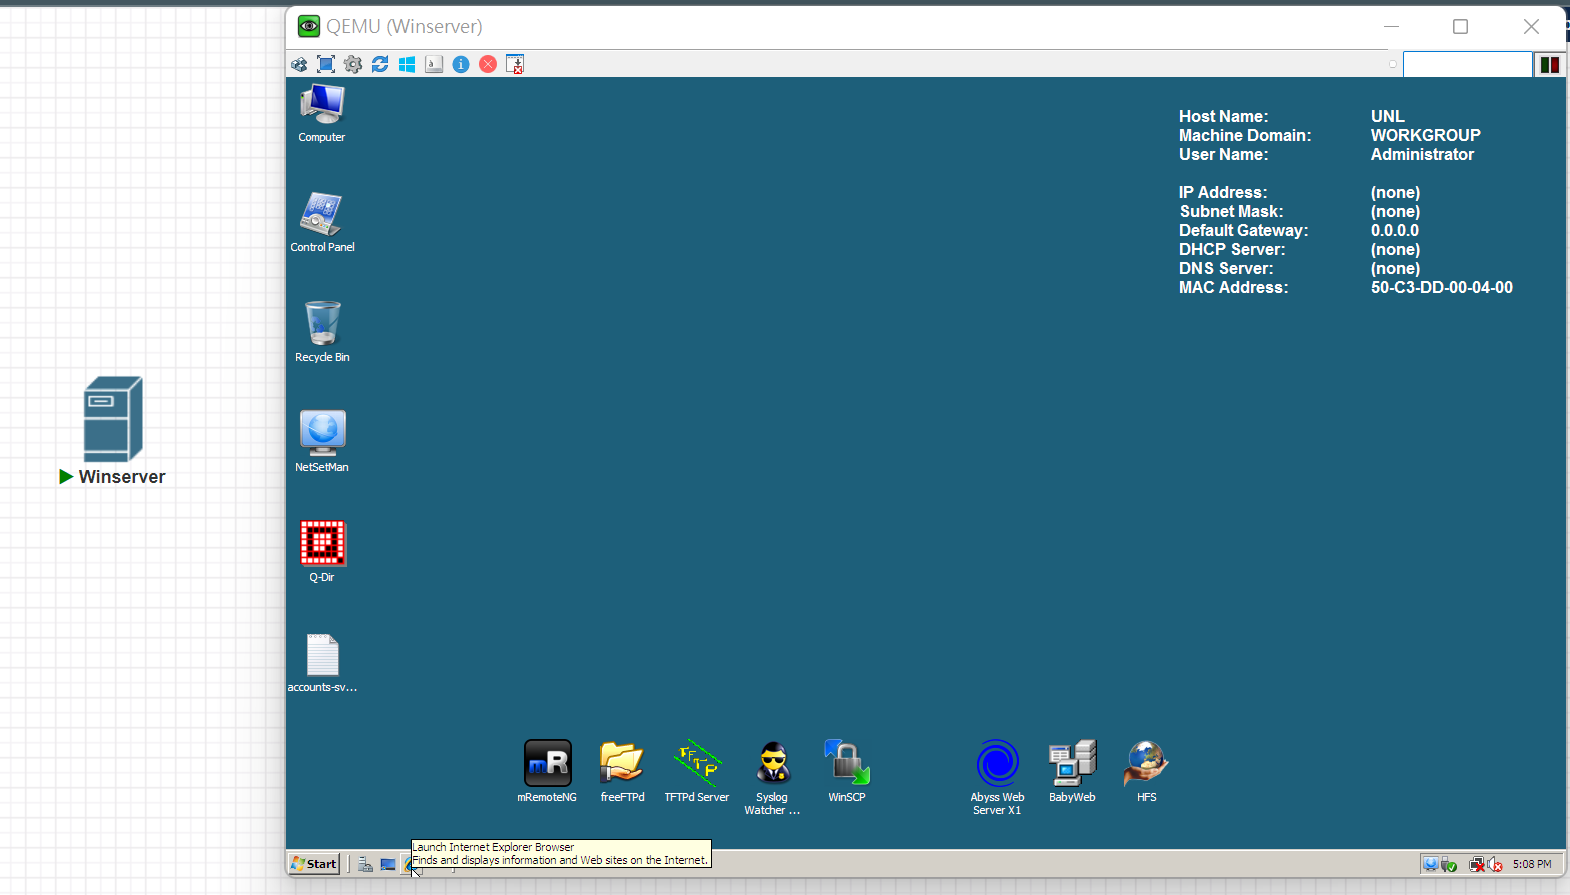 QEMU (Winserver)
Computer
Control Panel
Recycle Bin
NetSetMan
Q-Dir
accounts-sv...
Host Name: UNL
Machine Domain: WORKGROUP
User Name: Administrator
IP Address: (none)
Subnet Mask: (none)
Default Gateway: 0.0.0.0
DHCP Server: (none)
DNS Server: (none)
MAC Address: 50-C3-DD-00-04-00
Winserver
mR
mRemoteNG
freeFTPd
TFTP
TFTPd Server
Syslog
Watcher ...
WinSCP
Abyss Web
Server X1
BabyWeb
HFS
Launch Internet Explorer Browser
Finds and displays information and Web sites on the Internet.
Start
5:08 PM